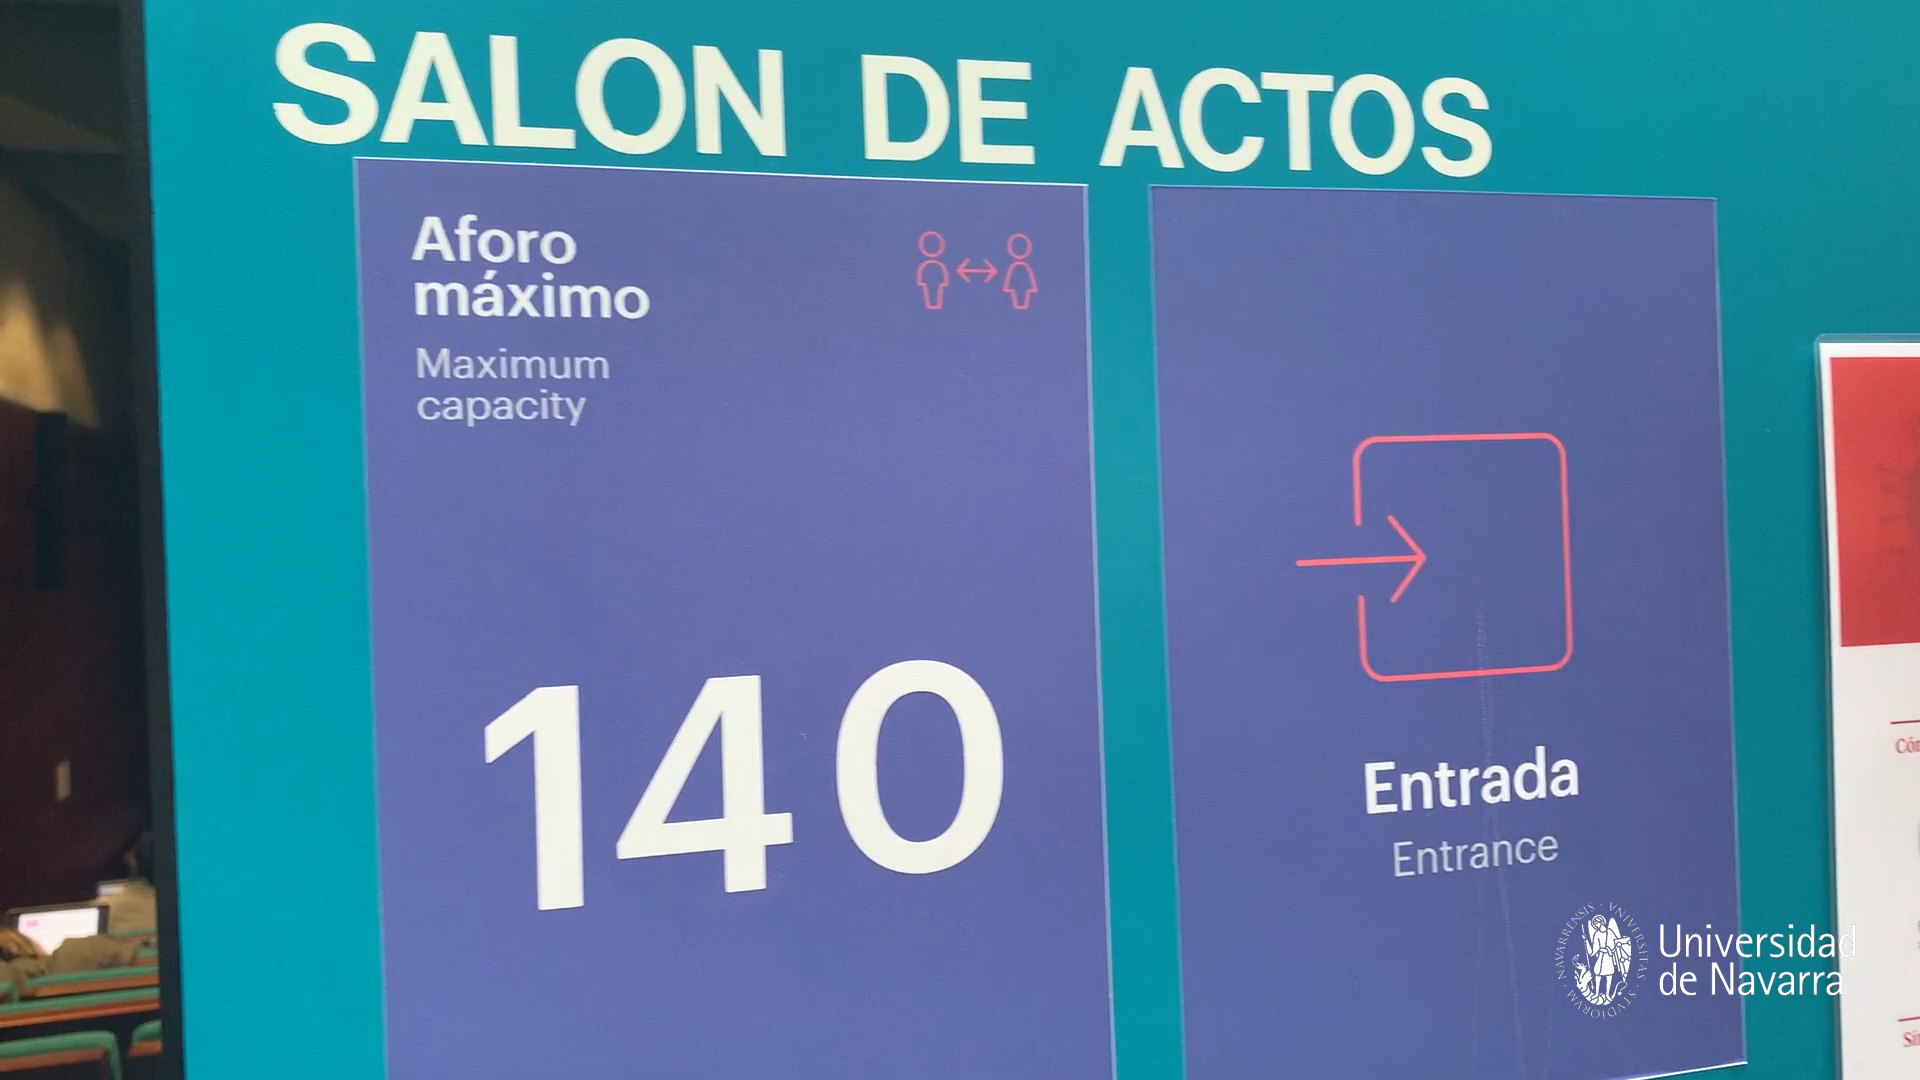 SALON DE ACTOS
Aforo
máximo
Maximum
capacity
140
Entrada
Entrance
Universidad
de Navarra